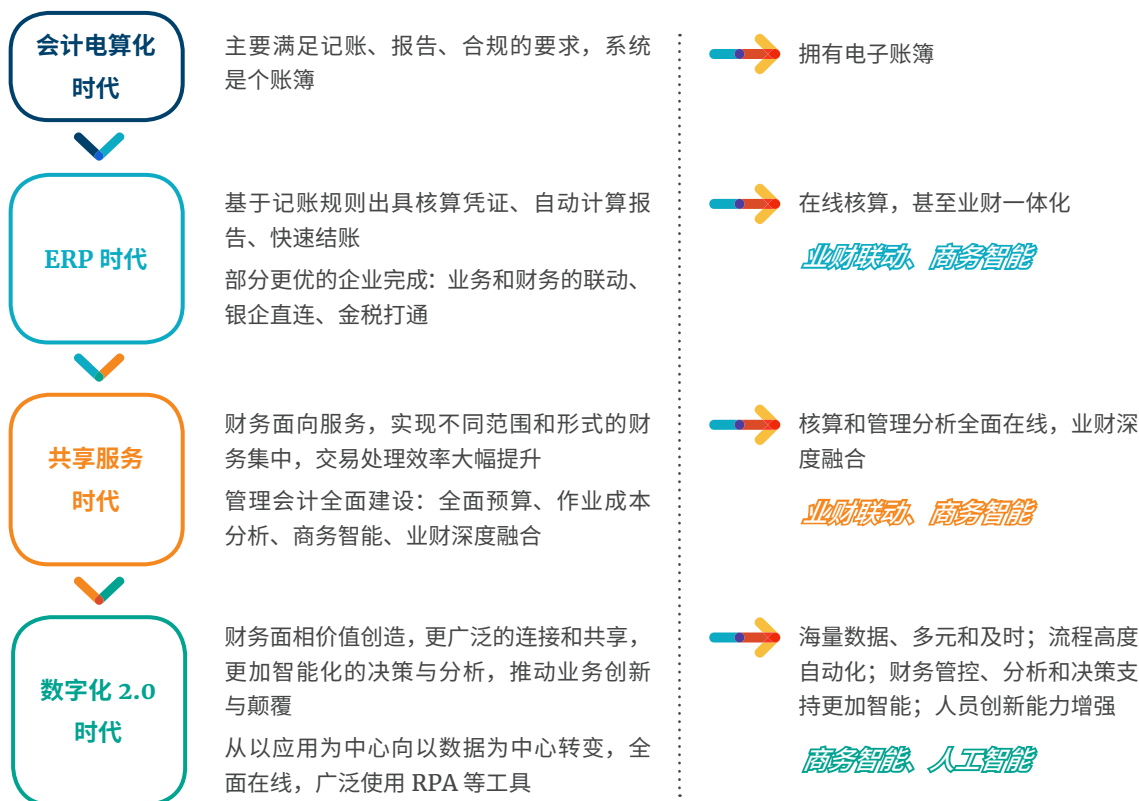 会计电算化
时代
主要满足记账、报告、合规的要求，系统
是个账簿
拥有电子账簿
ERP 时代
基于记账规则出具核算凭证、自动计算报
告、快速结账
部分更优的企业完成：业务和财务的联动、
银企直连、金税打通
在线核算，甚至业财一体化
业财联动、商务智能
共享服务
时代
财务面向服务，实现不同范围和形式的财
务集中，交易处理效率大幅提升
管理会计全面建设：全面预算、作业成本
分析、商务智能、业财深度融合
核算和管理分析全面在线，业财深
度融合
业财联动、商务智能
数字化 2.0
时代
财务面相价值创造，更广泛的连接和共享，
更加智能化的决策与分析，推动业务创新
与颠覆
从以应用为中心向以数据为中心转变，全
面在线，广泛使用 RPA 等工具
海量数据、多元和及时；流程高度
自动化；财务管控、分析和决策支
持更加智能；人员创新能力增强
商务智能、人工智能